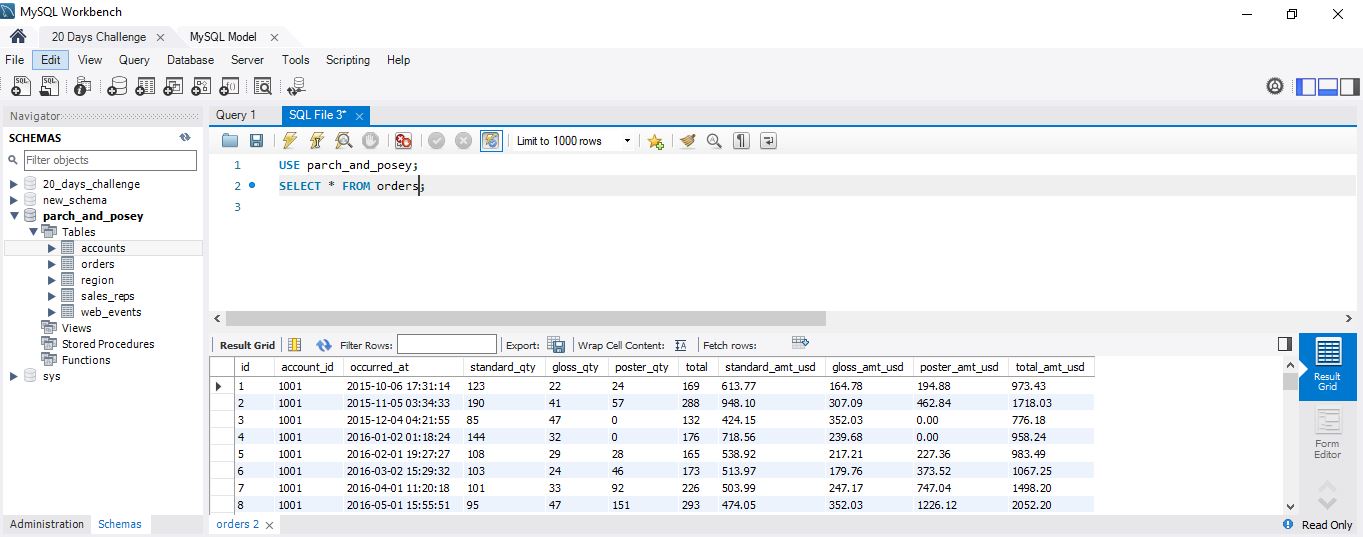 MySQL Workbench
20 Days Challenge × MySQL Model ×
File Edit View Query Database Server Tools Scripting Help
Navigator
SCHEMAS
Filter objects
20_days_challenge
new_schema
parch_and_posey
Tables
accounts
orders
region
sales_reps
web_events
Views
Stored Procedures
Functions
sys
Administration Schemas
Query 1 SQL File 3* ×
Limit to 1000 rows
1 USE parch_and_posey;
2 SELECT * FROM orders;
3
Result Grid Filter Rows: Export: Wrap Cell Content: Fetch rows:
id account_id occurred_at standard_qty gloss_qty poster_qty total standard_amt_usd gloss_amt_usd poster_amt_usd total_amt_usd
1 1001 2015-10-06 17:31:14 123 22 24 169 613.77 164.78 194.88 973.43
2 1001 2015-11-05 03:34:33 190 41 57 288 948.10 307.09 462.84 1718.03
3 1001 2015-12-04 04:21:55 85 47 0 132 424.15 352.03 0.00 776.18
4 1001 2016-01-02 01:18:24 144 32 0 176 718.56 239.68 0.00 958.24
5 1001 2016-02-01 19:27:27 108 29 28 165 538.92 217.21 227.36 983.49
6 1001 2016-03-02 15:29:32 103 24 46 173 513.97 179.76 373.52 1067.25
7 1001 2016-04-01 11:20:18 101 33 92 226 503.99 247.17 747.04 1498.20
8 1001 2016-05-01 15:55:51 95 47 151 293 474.05 352.03 1226.12 2052.20
Result
Grid
Form
Editor
orders 2 ×
Read Only